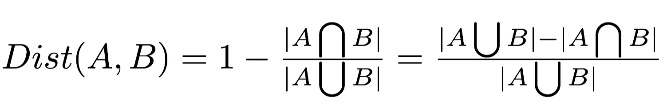 Dist(A, B) = 1 − |A ⋂ B| / |A ⋃ B| = |A ⋃ B|−|A ⋂ B| / |A ⋃ B|